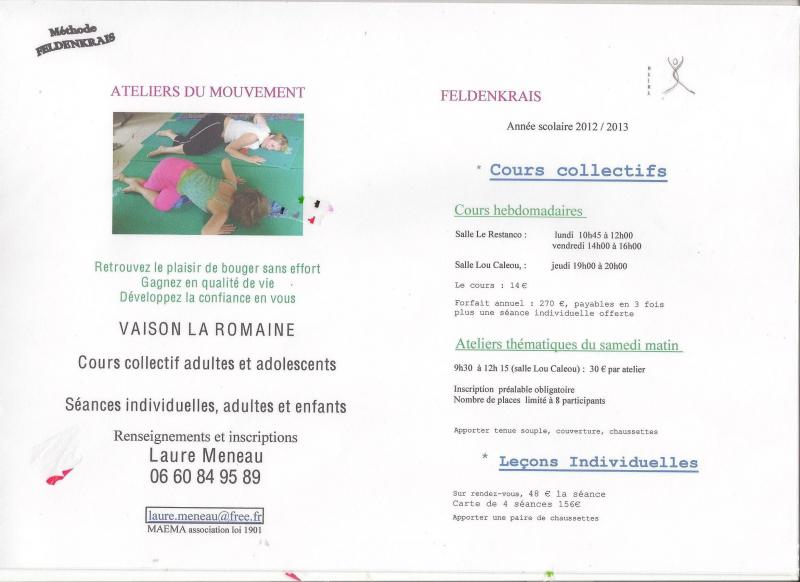 Méthode
FELDENKRAIS
ATELIERS DU MOUVEMENT
Retrouvez le plaisir de bouger sans effort
Gagnez en qualité de vie
Développez la confiance en vous
VAISON LA ROMAINE
Cours collectif adultes et adolescents
Séances individuelles, adultes et enfants
Renseignements et inscriptions
Laure Meneau
06 60 84 95 89
laure.meneau@free.fr
MAEMA association loi 1901
MAEMA
FELDENKRAIS
Année scolaire 2012 / 2013
* Cours collectifs
Cours hebdomadaires
Salle Le Restanco : lundi 10h45 à 12h00
vendredi 14h00 à 16h00
Salle Lou Caleou, : jeudi 19h00 à 20h00
Le cours : 14€
Forfait annuel : 270 €, payables en 3 fois
plus une séance individuelle offerte
Ateliers thématiques du samedi matin
9h30 à 12h 15 (salle Lou Caleou) : 30 € par atelier
Inscription préalable obligatoire
Nombre de places limité à 8 participants
Apporter tenue souple, couverture, chaussettes
* Leçons Individuelles
Sur rendez-vous, 48 € la séance
Carte de 4 séances 156€
Apporter une paire de chaussettes